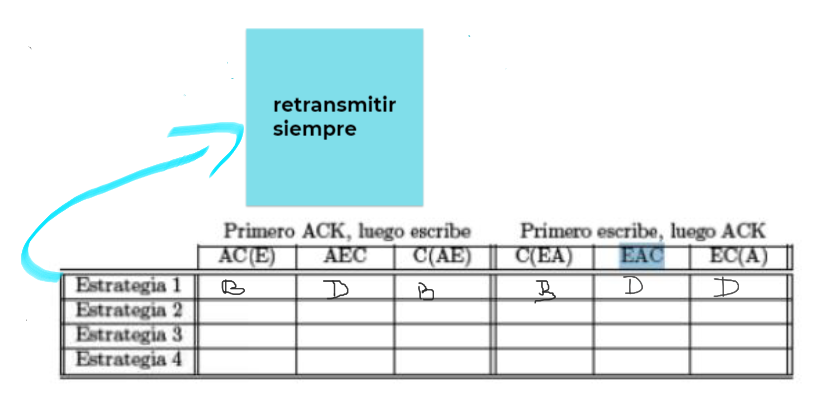 retransmitir
siempre
Primero ACK, luego escribe Primero escribe, luego ACK
AC(E) AEC C(AE) C(EA) EAC EC(A)
Estrategia 1 B D B B D D
Estrategia 2
Estrategia 3
Estrategia 4